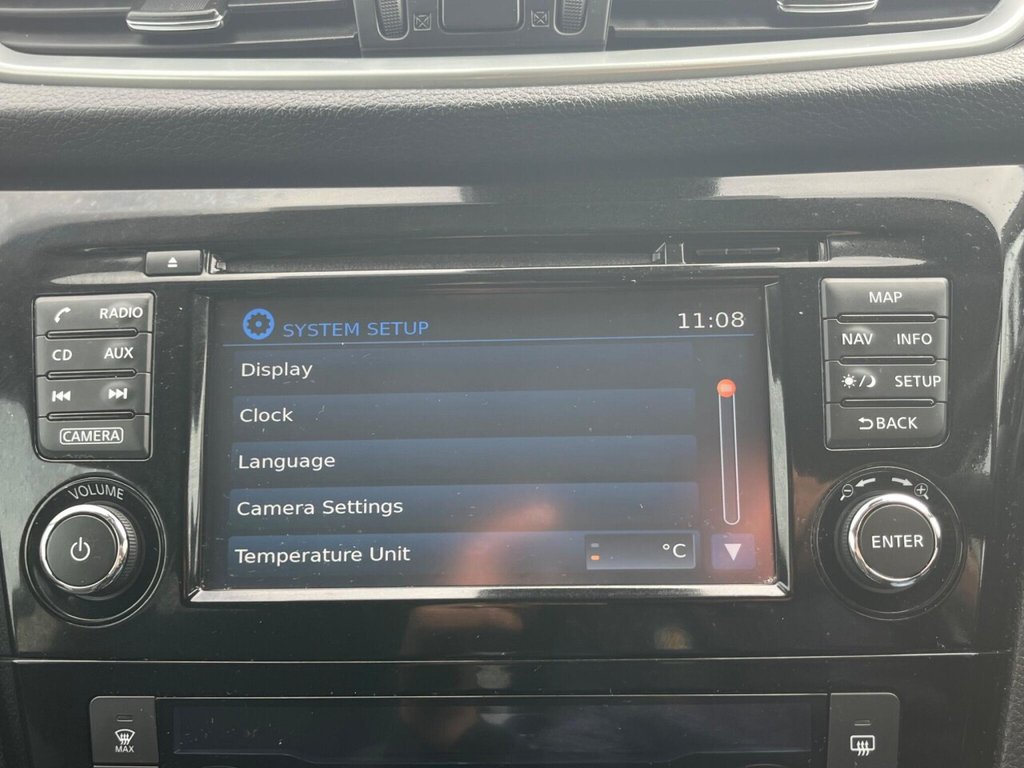 RADIO
CD AUX
CAMERA
VOLUME
SYSTEM SETUP
11:08
Display
Clock
Language
Camera Settings
Temperature Unit
°C
MAP
NAV INFO
SETUP
BACK
ENTER
MAX